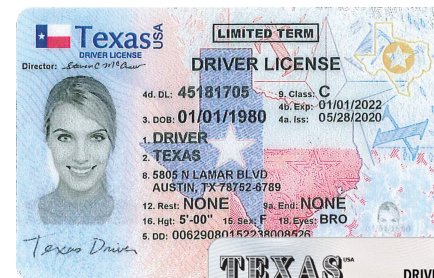 Texas USA
DRIVER LICENSE
LIMITED TERM
Director:
DRIVER LICENSE
4d. DL: 45181705 9. Class: C
4b. Exp: 01/01/2022
3. DOB: 01/01/1980 4a. Iss: 05/28/2020
1. DRIVER
2. TEXAS
8. 5805 N LAMAR BLVD
AUSTIN, TX 78752-6789
12. Rest: NONE 9a. End: NONE
16. Hgt: 5'-00" 15. Sex: F 18. Eyes: BRO
5. DD: 00629080152238008526
Texas Driver
TEXAS USA
DRIV